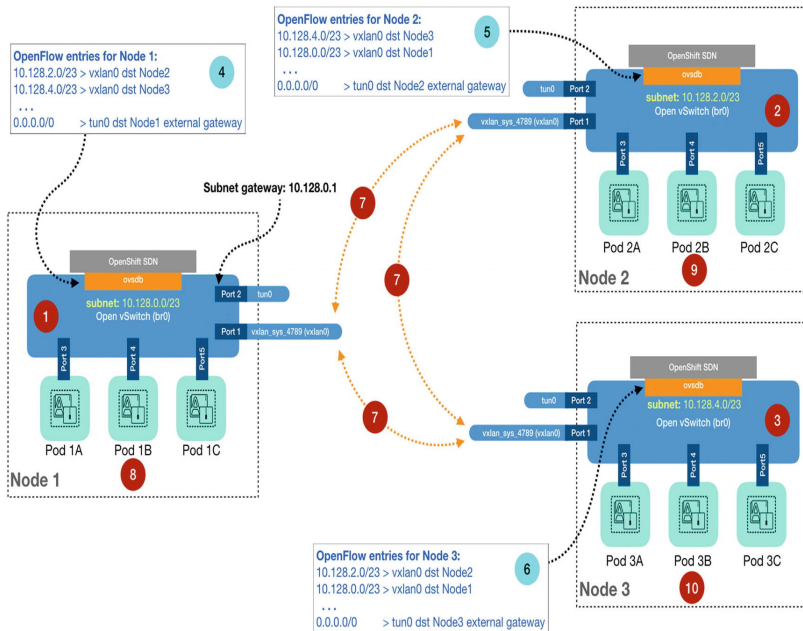 OpenFlow entries for Node 1:
10.128.2.0/23 > vxlan0 dst Node2
10.128.4.0/23 > vxlan0 dst Node3
...
0.0.0.0/0 > tun0 dst Node1 external gateway
4
OpenFlow entries for Node 2:
10.128.4.0/23 > vxlan0 dst Node3
10.128.0.0/23 > vxlan0 dst Node1
...
0.0.0.0/0 > tun0 dst Node2 external gateway
5
OpenShift SDN
ovsdb
subnet: 10.128.2.0/23
Open vSwitch (br0)
2
tun0
Port 2
vxlan_sys_4789 (vxlan0)
Port 1
Port 3
Port 4
Port5
Pod 2A
Pod 2B
Pod 2C
Node 2
9
Subnet gateway: 10.128.0.1
7
7
7
OpenShift SDN
ovsdb
subnet: 10.128.0.0/23
Open vSwitch (br0)
1
Port 2
tun0
Port 1
vxlan_sys_4789 (vxlan0)
Port 3
Port 4
Port5
Pod 1A
Pod 1B
Pod 1C
Node 1
8
OpenShift SDN
ovsdb
subnet: 10.128.4.0/23
Open vSwitch (br0)
3
tun0
Port 2
vxlan_sys_4789 (vxlan0)
Port 1
Port 3
Port 4
Port5
Pod 3A
Pod 3B
Pod 3C
Node 3
10
OpenFlow entries for Node 3:
10.128.2.0/23 > vxlan0 dst Node2
10.128.0.0/23 > vxlan0 dst Node1
...
0.0.0.0/0 > tun0 dst Node3 external gateway
6